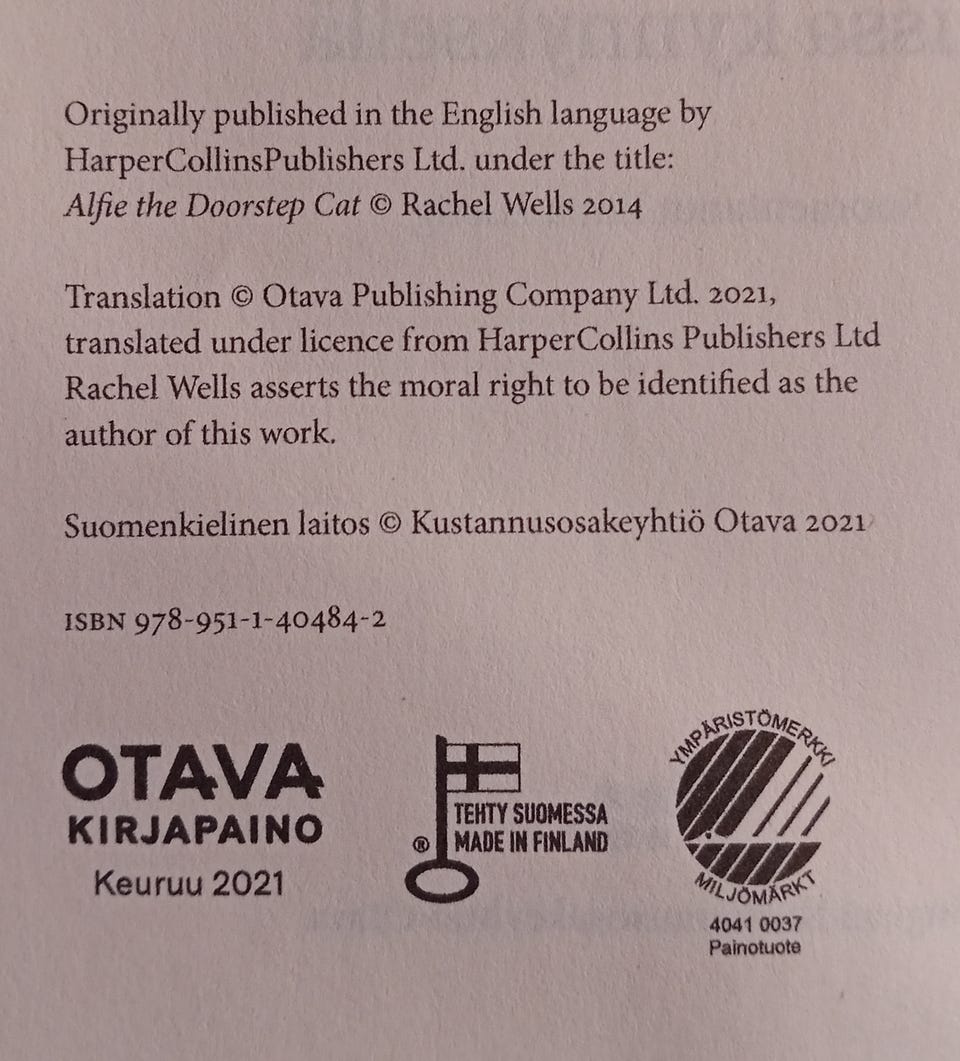 Originally published in the English language by
HarperCollinsPublishers Ltd. under the title:
Alfie the Doorstep Cat © Rachel Wells 2014
Translation © Otava Publishing Company Ltd. 2021,
translated under licence from HarperCollins Publishers Ltd
Rachel Wells asserts the moral right to be identified as the
author of this work.
Suomenkielinen laitos © Kustannusosakeyhtiö Otava 2021
ISBN 978-951-1-40484-2
OTAVA
KIRJAPAINO
Keuruu 2021
TEHTY SUOMESSA
® MADE IN FINLAND
YMPÄRISTÖMERKKI
MILJÖMÄRKT
4041 0037
Painotuote